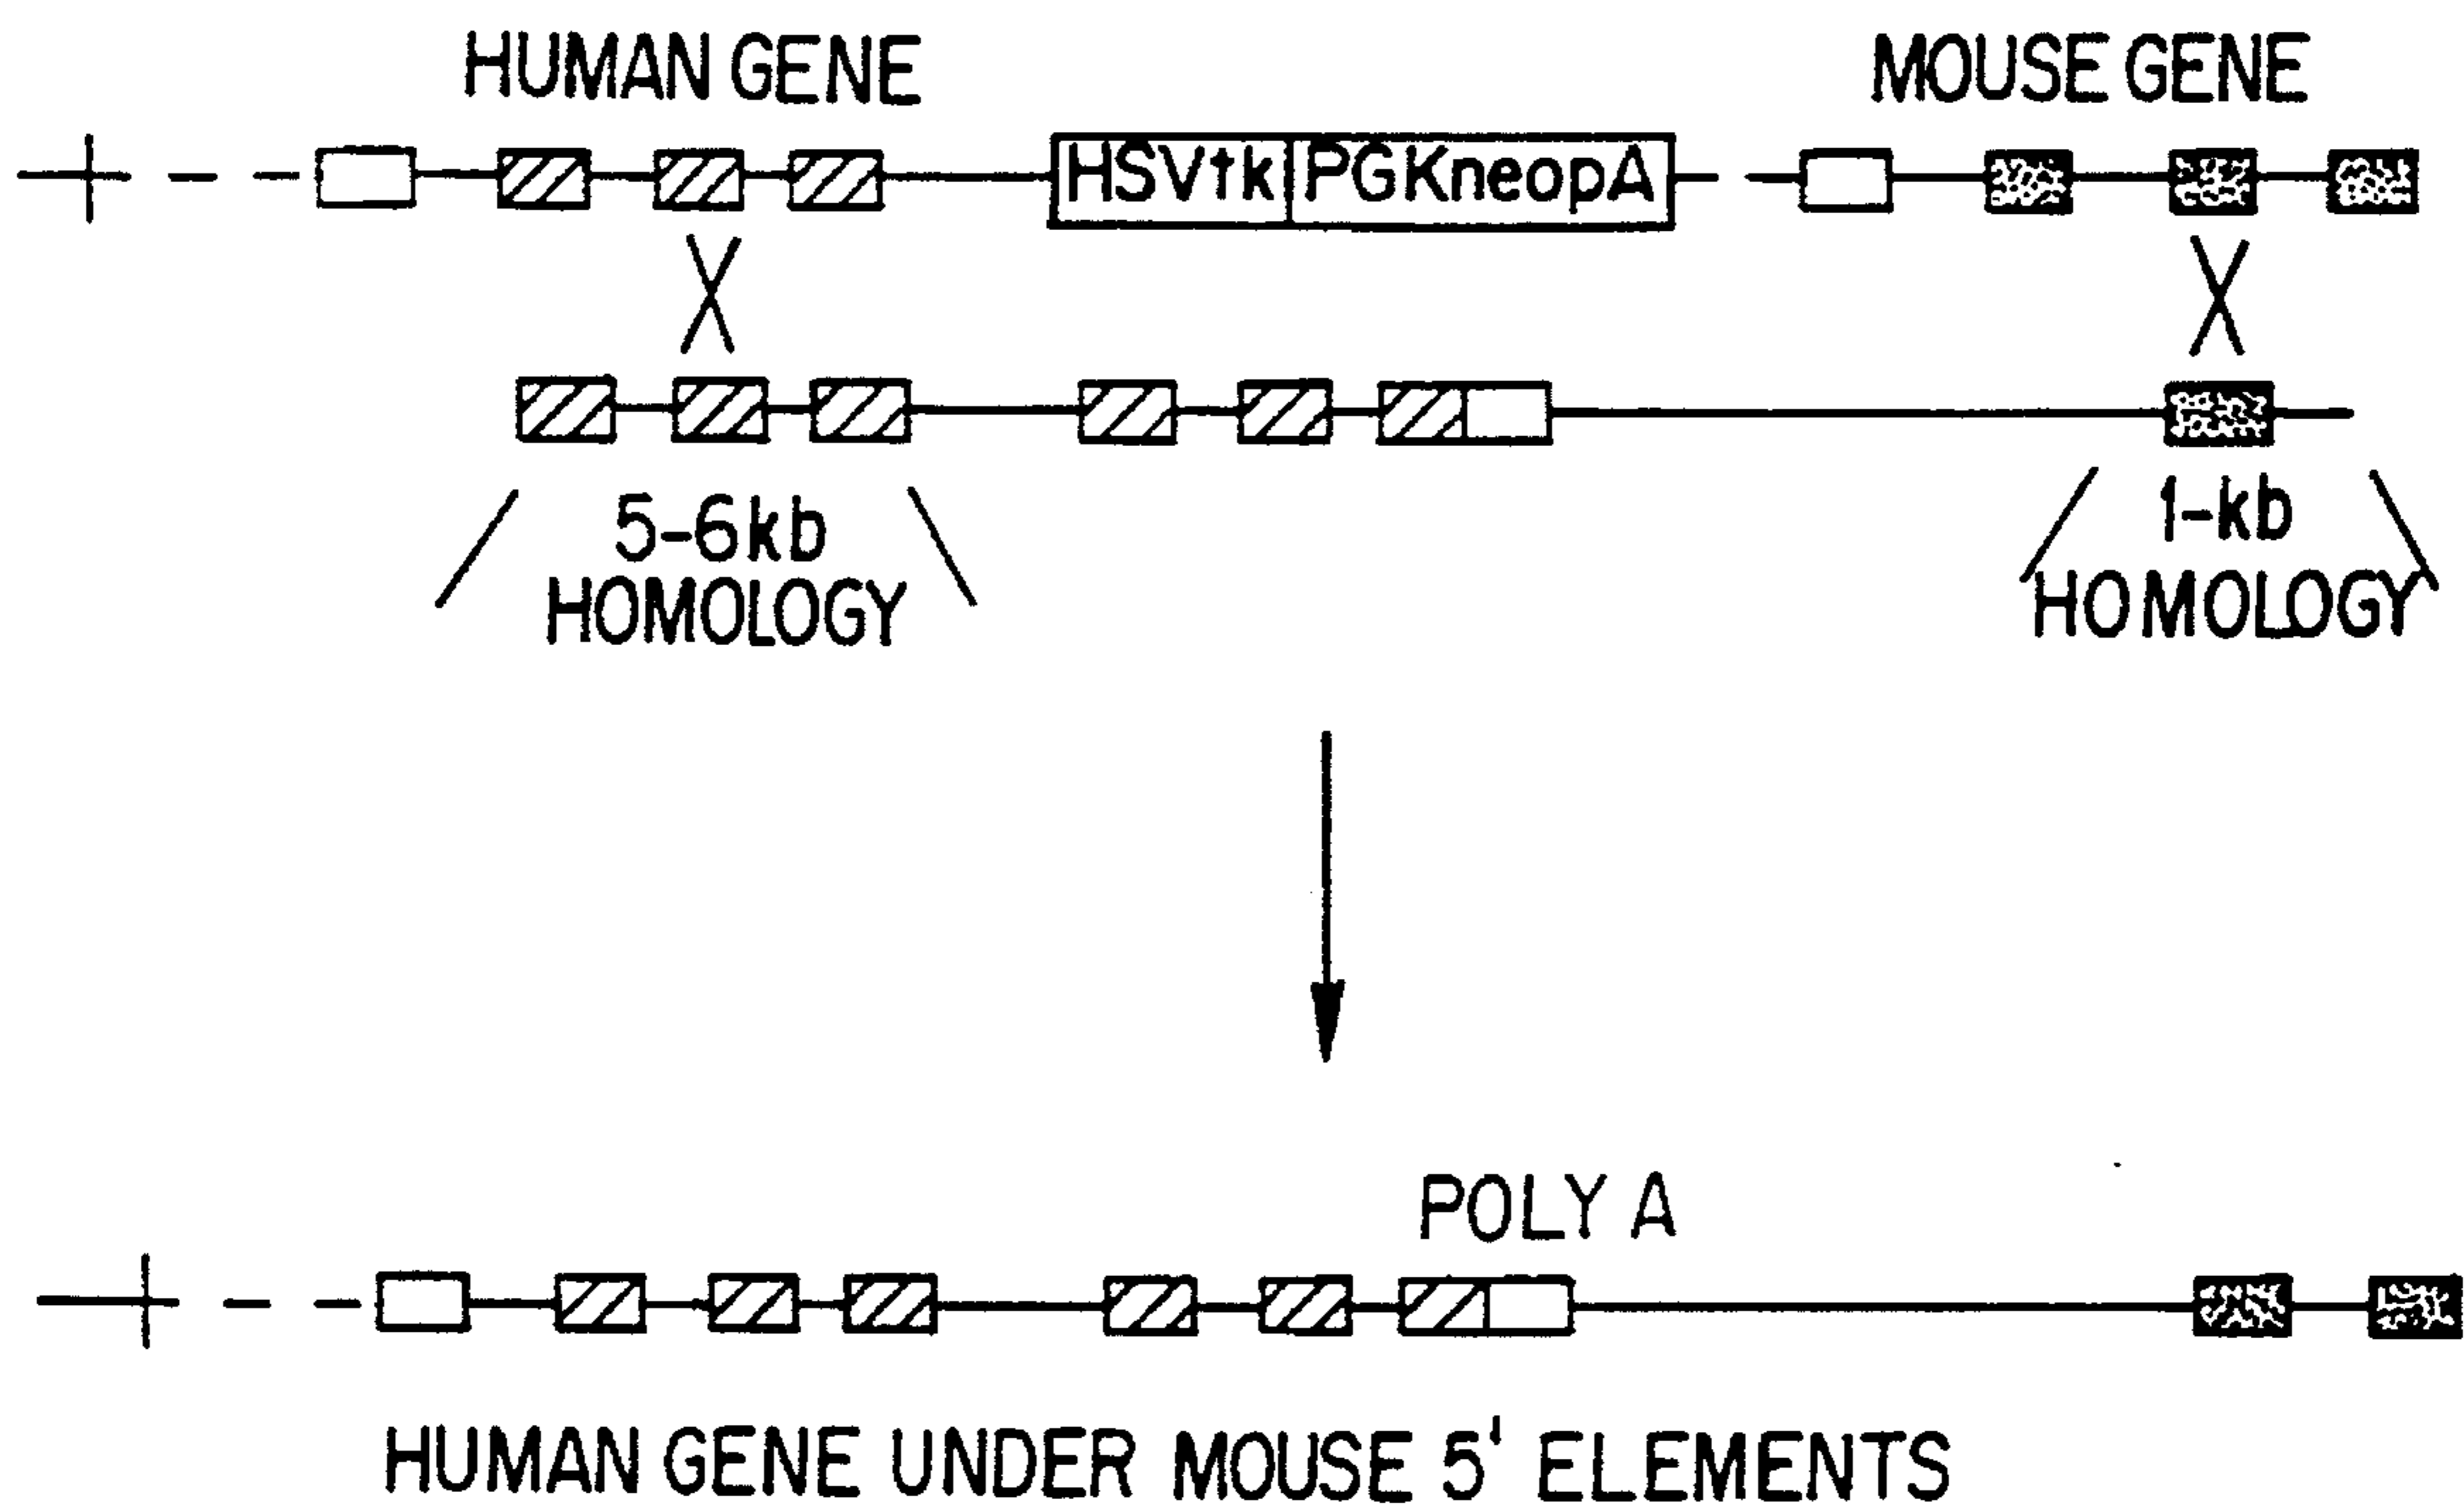 HUMAN GENE
MOUSE GENE
HSVtk PGKneopA
5-6kb
HOMOLOGY
1-kb
HOMOLOGY
POLY A
HUMAN GENE UNDER MOUSE 5' ELEMENTS